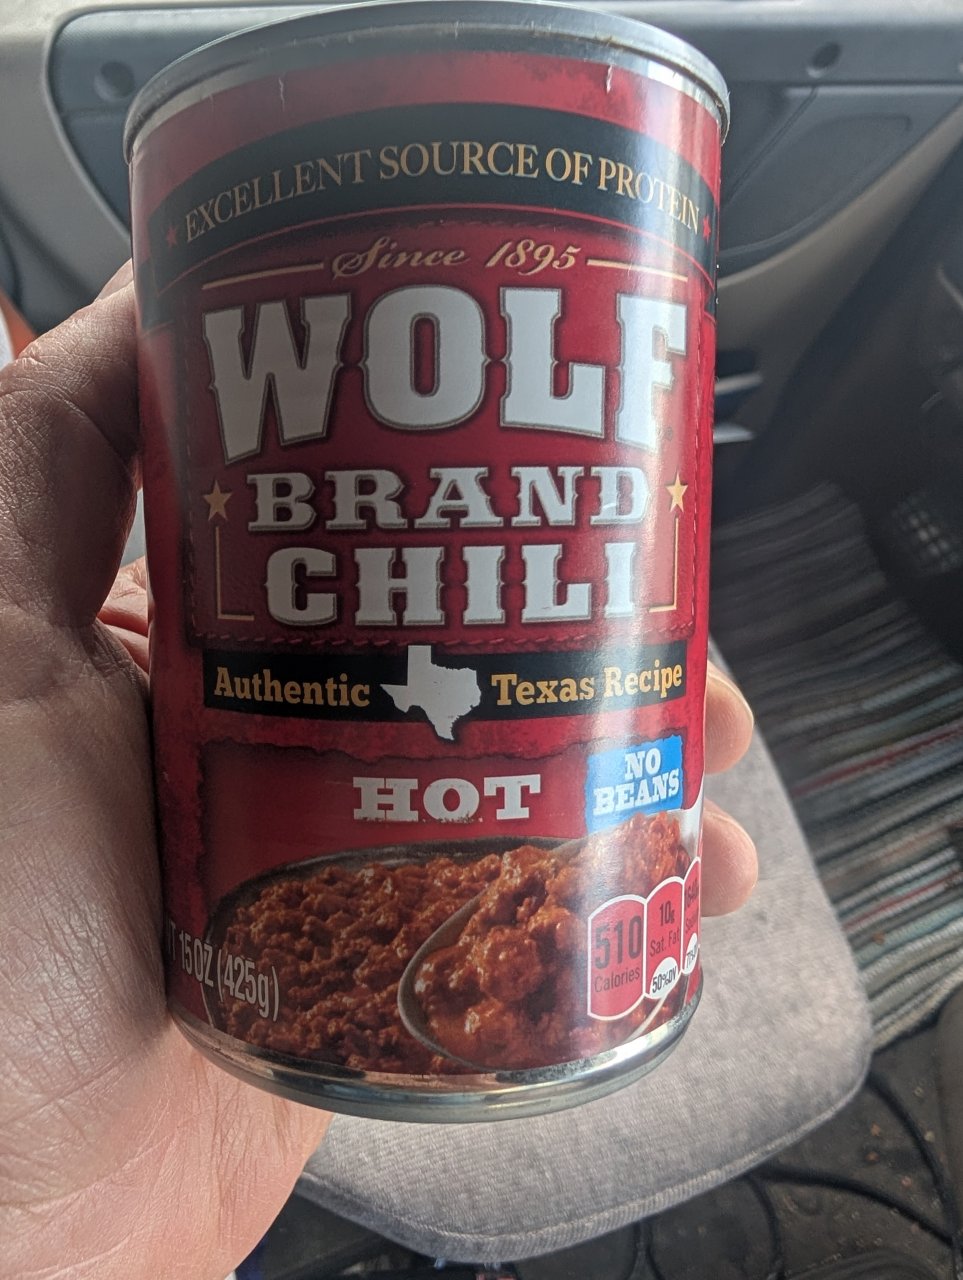 EXCELLENT SOURCE OF PROTEIN
Since 1895
WOLF
BRAND
CHILI
Authentic Texas Recipe
HOT
NO
BEANS
510
Calories
10g
Sat. Fat
50% DV
15 OZ (425g)